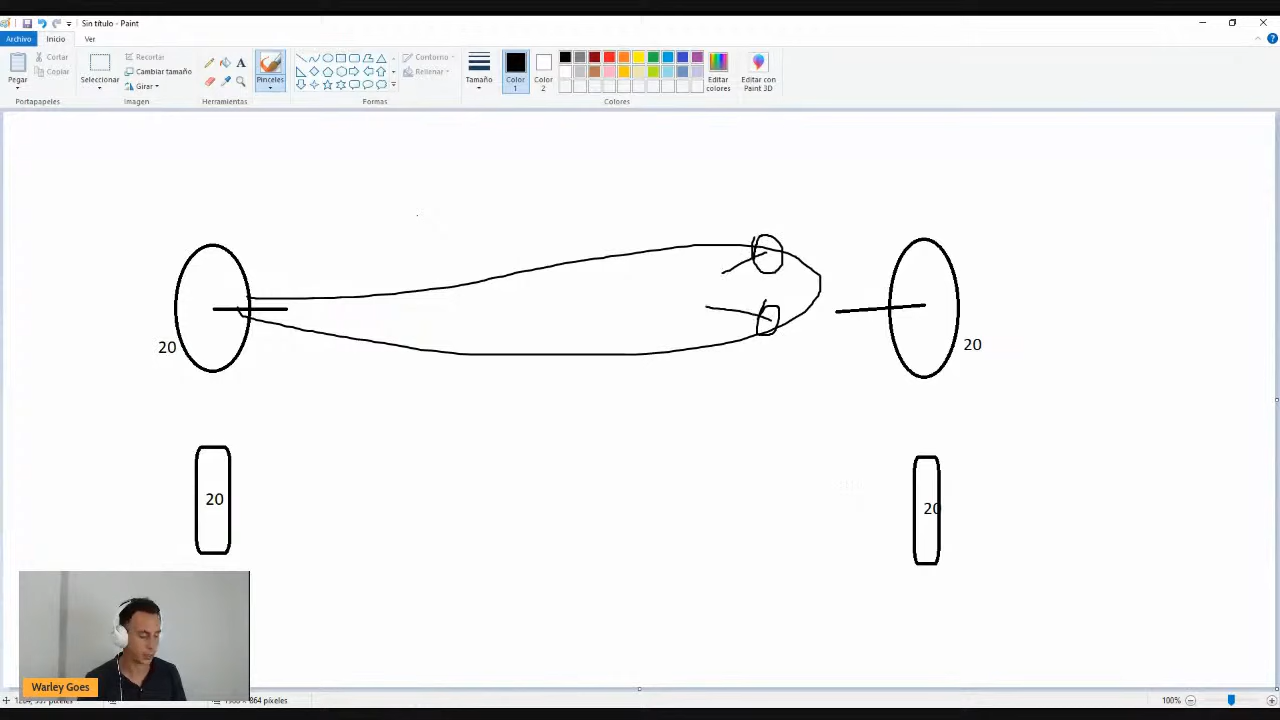 Sin título - Paint
Archivo Inicio Ver
Pegar
Cortar
Copiar
Portapapeles
Seleccionar
Recortar
Cambiar tamaño
Girar
Imagen
A
Herramientas
Pinceles
Contorno
Rellenar
Formas
Tamaño
Color
1
Color
2
Editar
colores
Editar con
Paint 3D
Colores
20
20
20
20
Warley Goes
100%